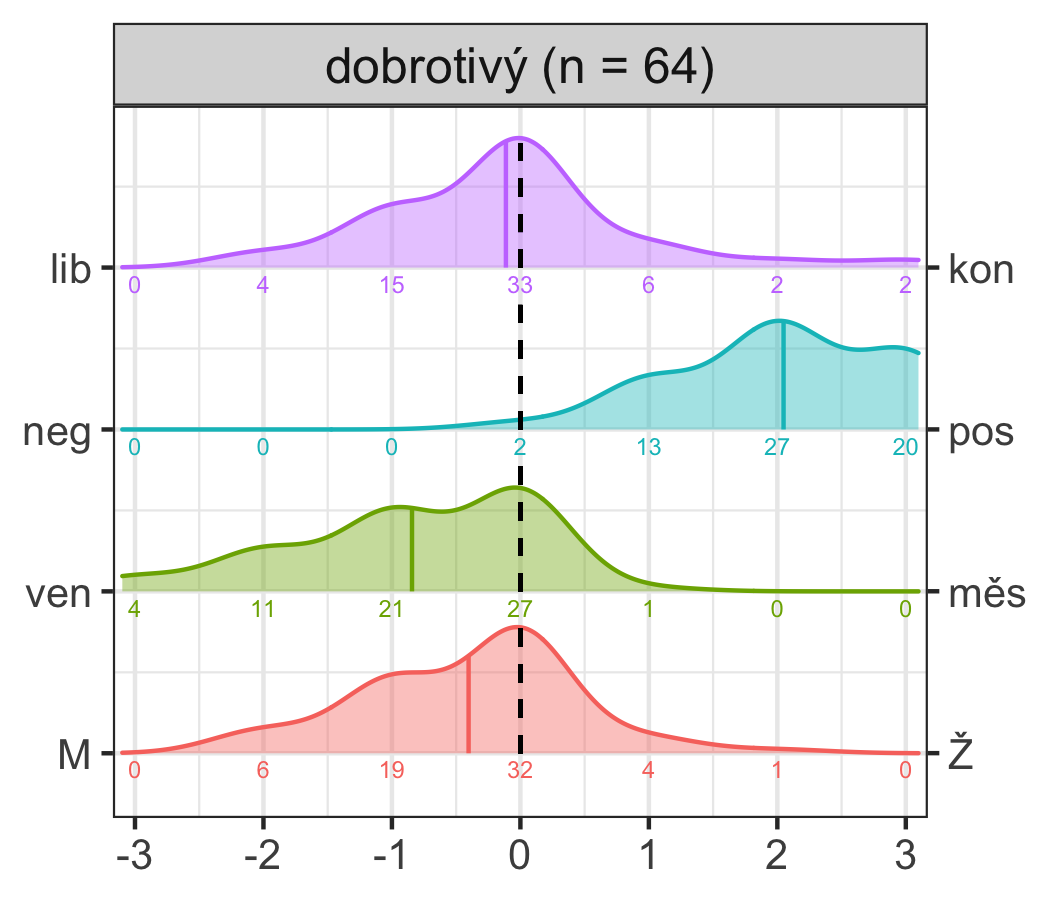 dobrotivý (n = 64)
lib kon
0 4 15 33 6 2 2
neg pos
0 0 0 2 13 27 20
ven měs
4 11 21 27 1 0 0
M Ž
0 6 19 32 4 1 0
-3 -2 -1 0 1 2 3